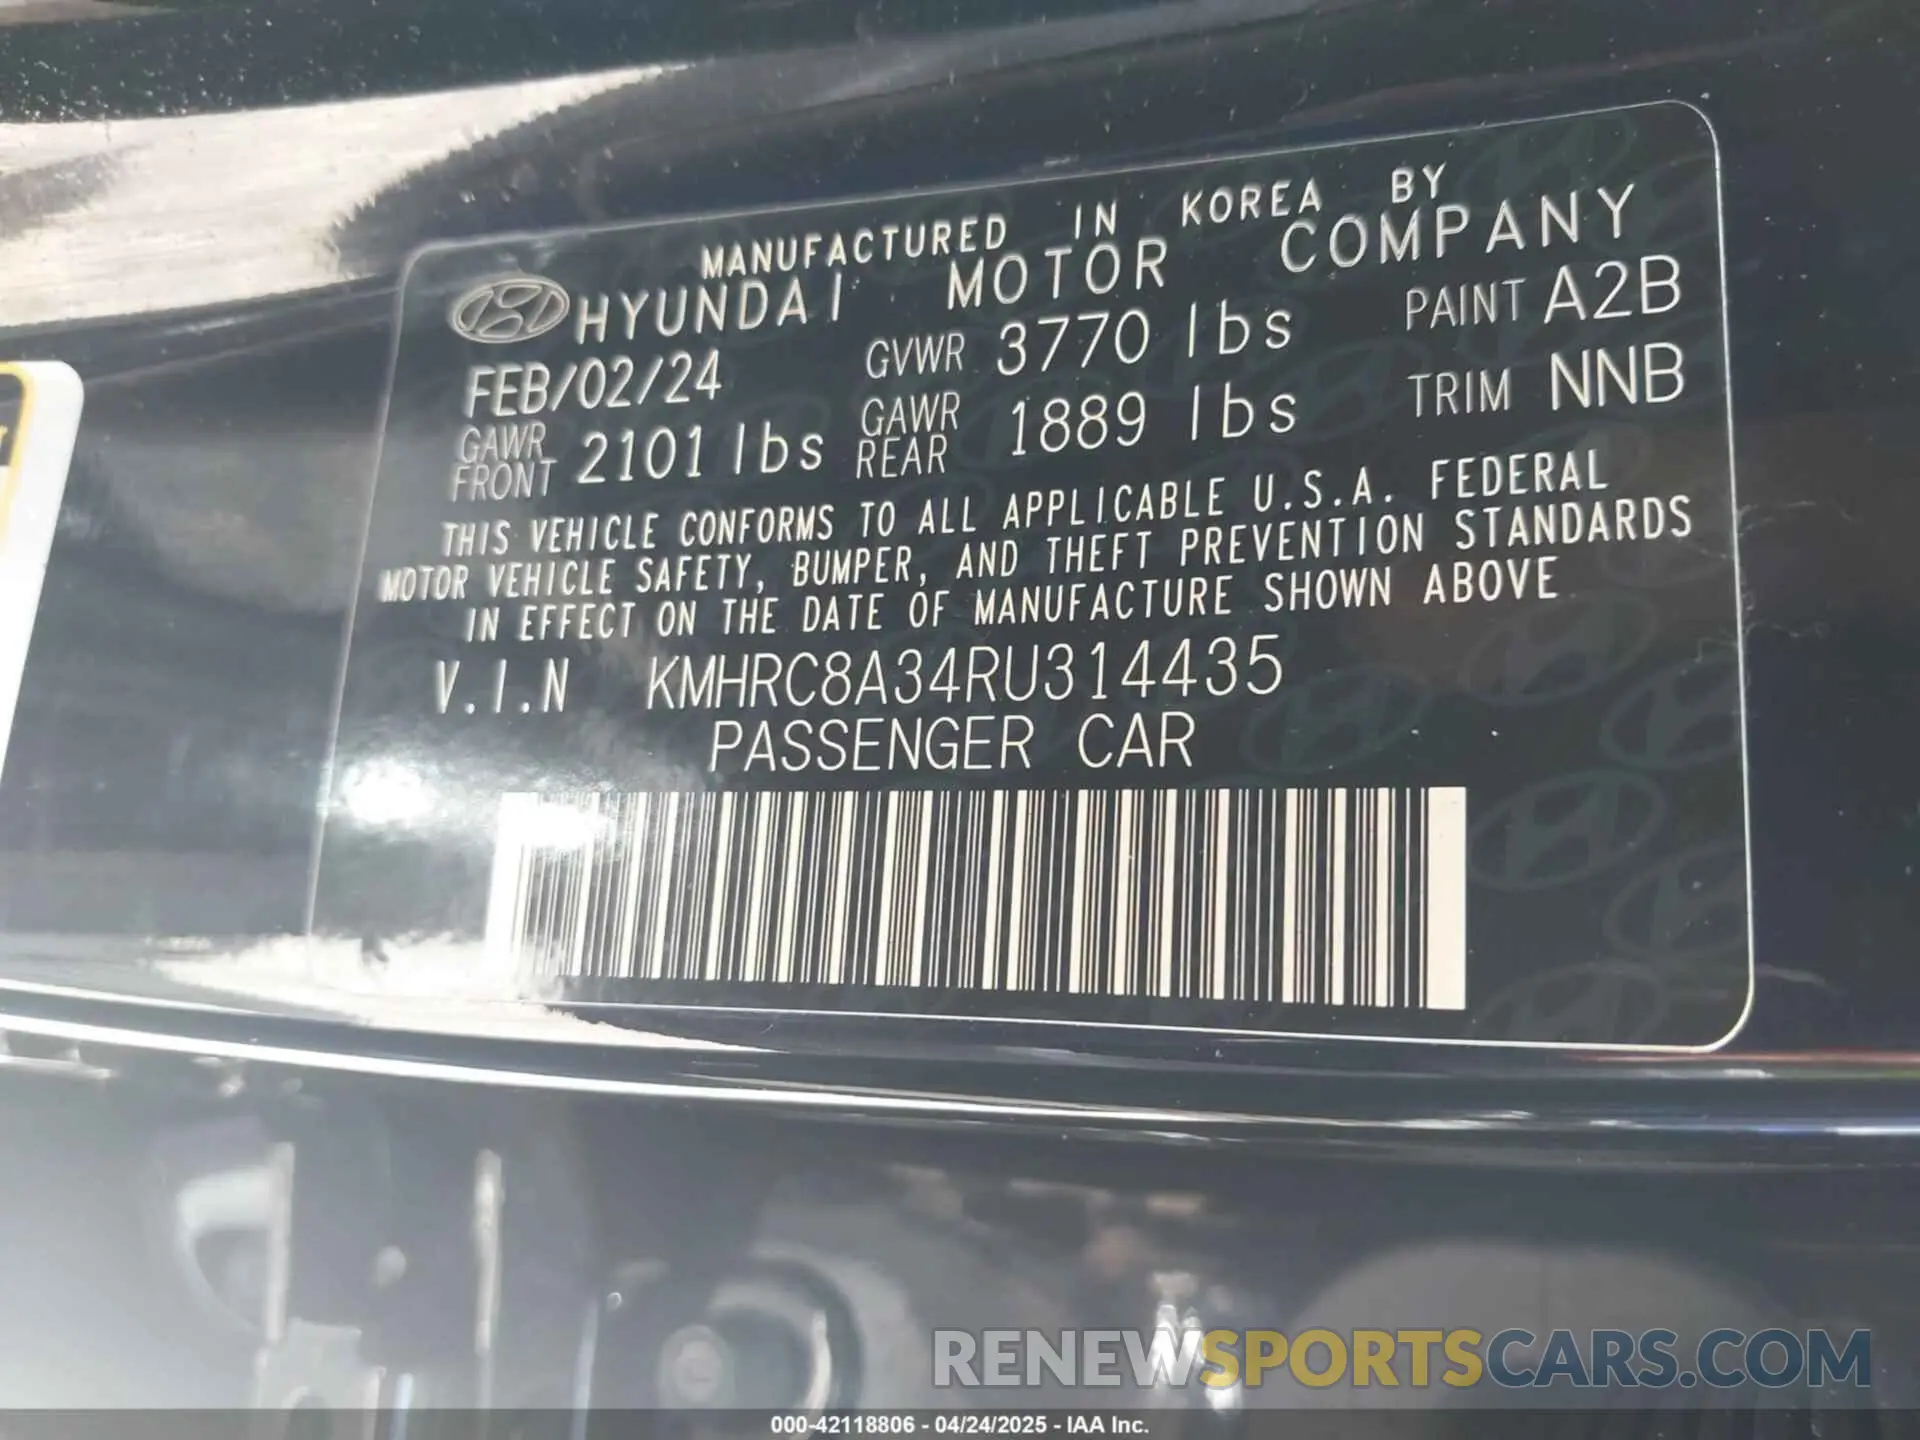 MANUFACTURED IN KOREA BY
HYUNDAI MOTOR COMPANY
FEB/02/24 GVWR 3770 lbs PAINT A2B
GAWR FRONT 2101 lbs GAWR REAR 1889 lbs TRIM NNB
THIS VEHICLE CONFORMS TO ALL APPLICABLE U.S.A. FEDERAL
MOTOR VEHICLE SAFETY, BUMPER, AND THEFT PREVENTION STANDARDS
IN EFFECT ON THE DATE OF MANUFACTURE SHOWN ABOVE
V.I.N KMHRC8A34RU314435
PASSENGER CAR
RENEWSPORTSCARS.COM
000-42118806 - 04/24/2025 - IAA Inc.